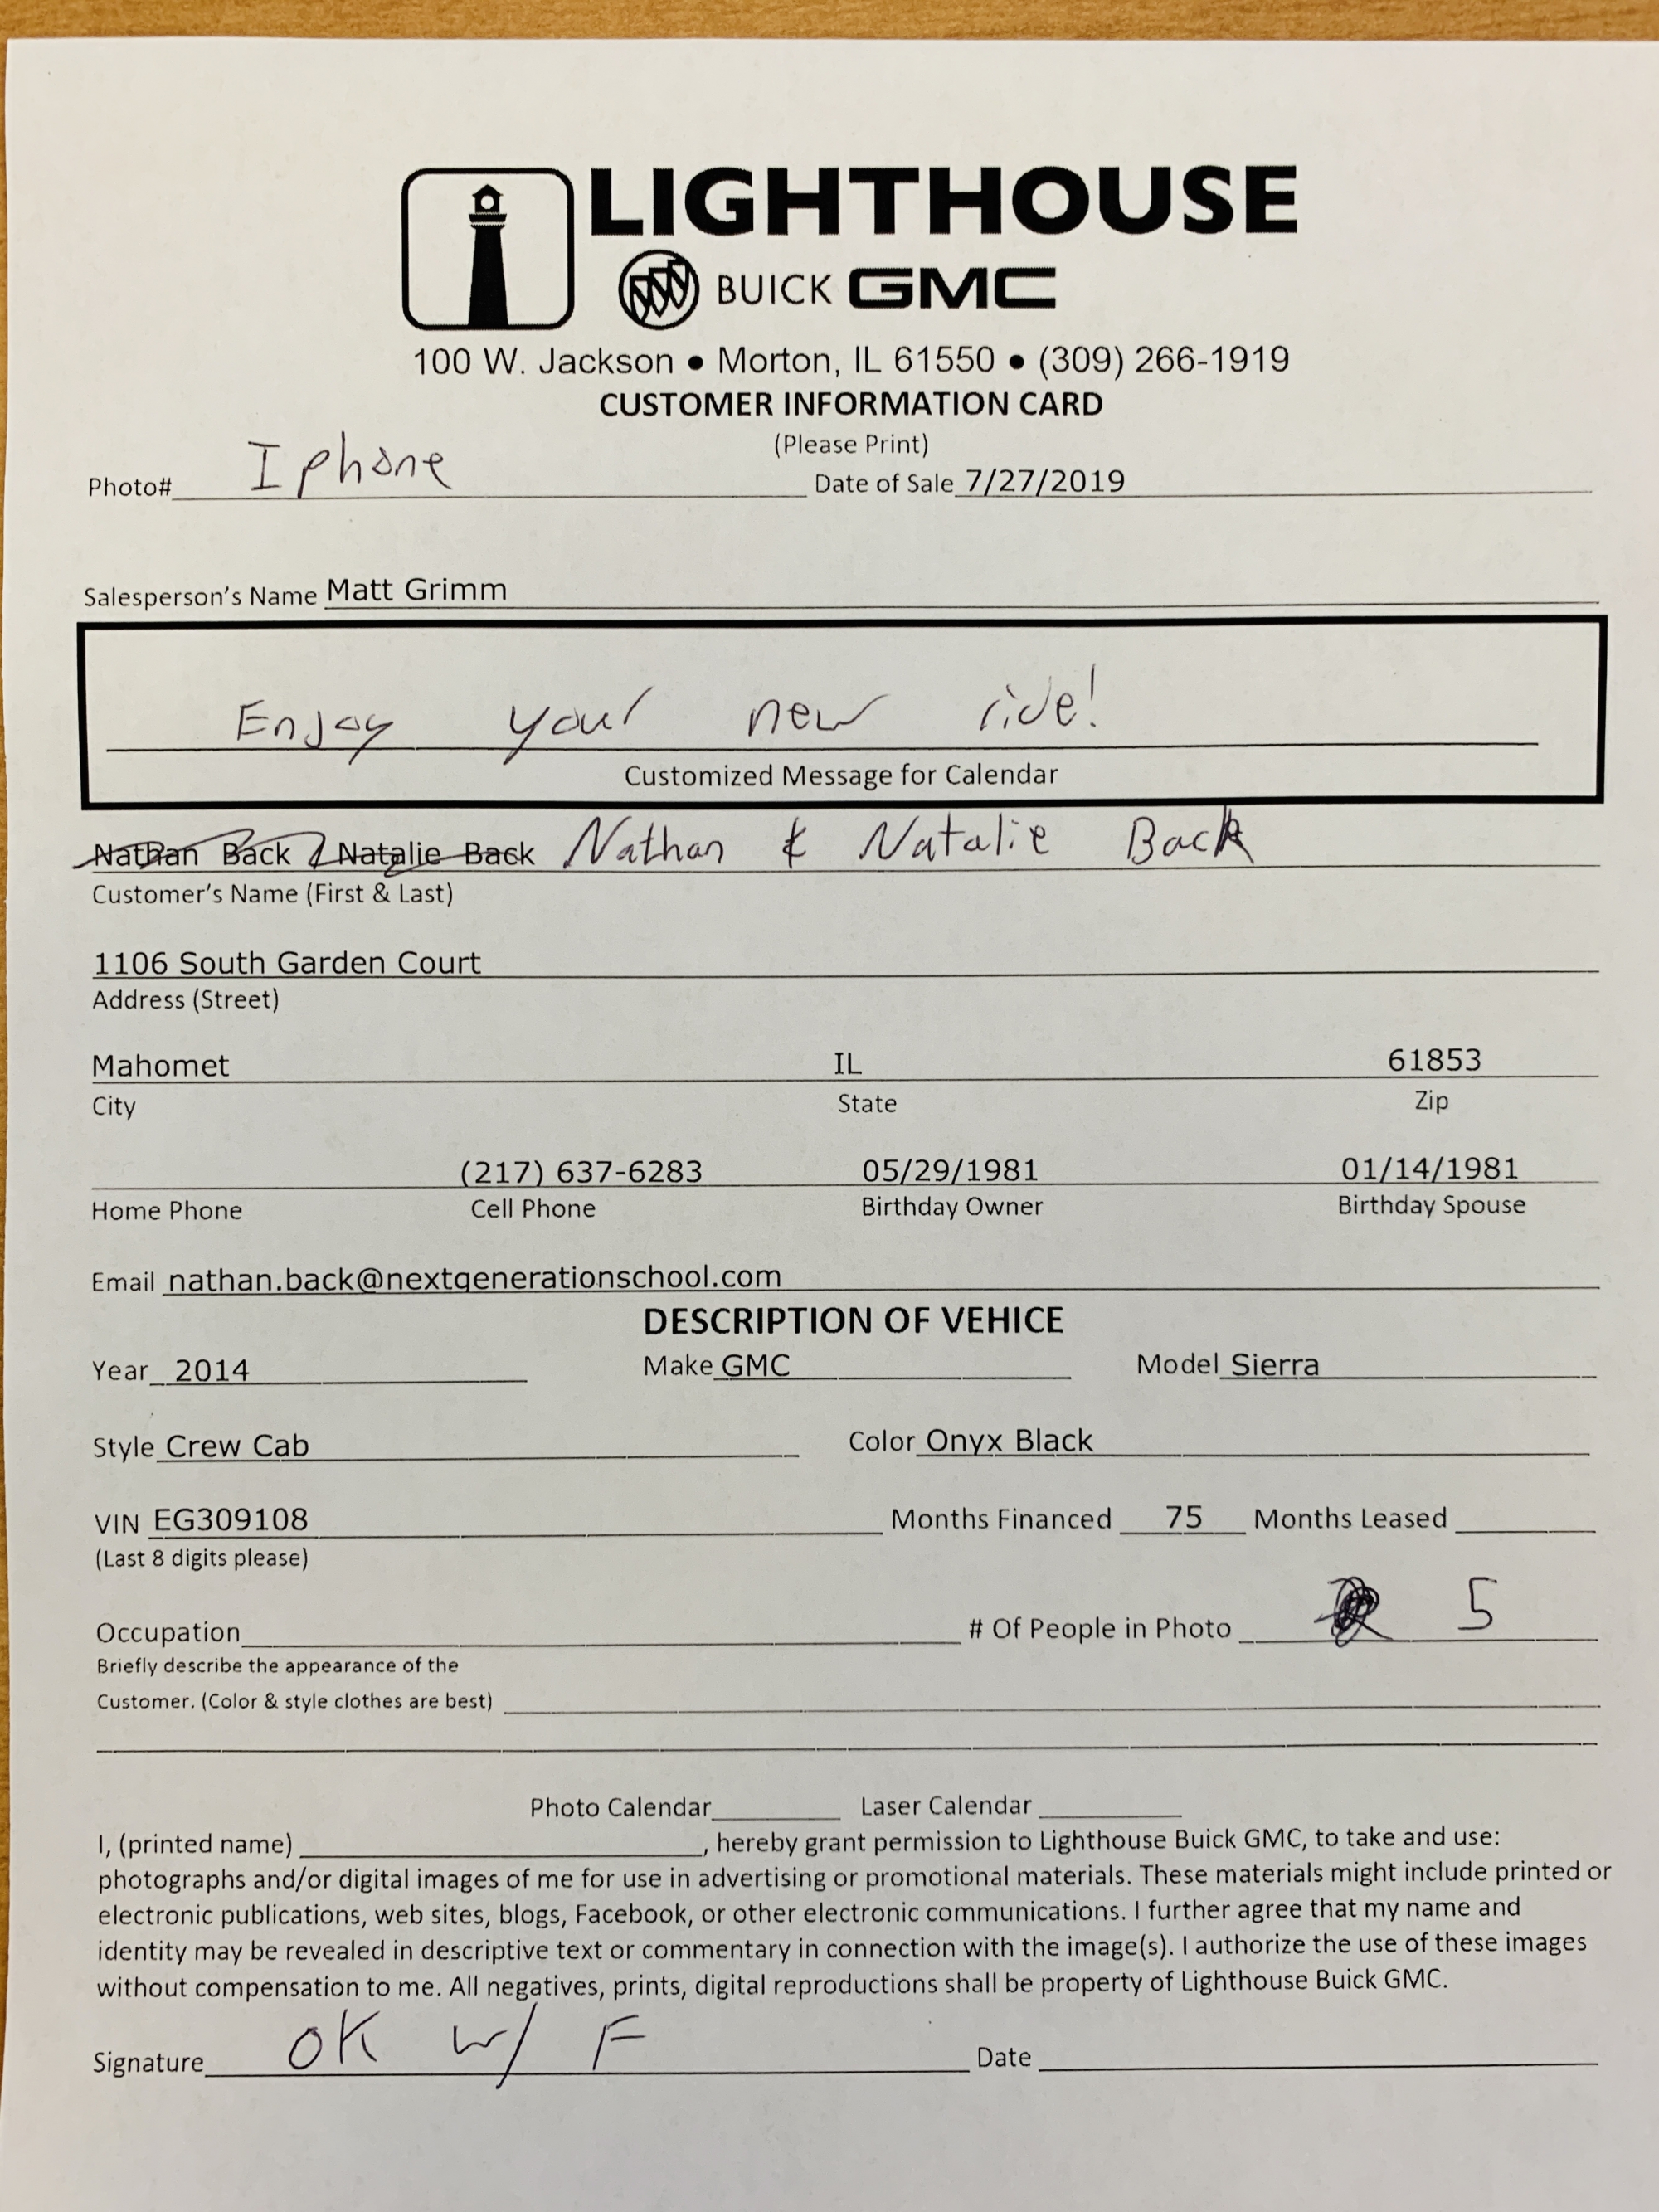 LIGHTHOUSE
BUICK GMC
100 W. Jackson • Morton, IL 61550 • (309) 266-1919
CUSTOMER INFORMATION CARD
(Please Print)
Photo# Iphone Date of Sale 7/27/2019
Salesperson's Name Matt Grimm
Enjoy your new ride!
Customized Message for Calendar
Nathan Back / Natalie Back Nathan & Natalie Back
Customer's Name (First & Last)
1106 South Garden Court
Address (Street)
Mahomet IL 61853
City State Zip
(217) 637-6283 05/29/1981 01/14/1981
Home Phone Cell Phone Birthday Owner Birthday Spouse
Email nathan.back@nextgenerationschool.com
DESCRIPTION OF VEHICE
Year 2014 Make GMC Model Sierra
Style Crew Cab Color Onyx Black
VIN EG309108 Months Financed 75 Months Leased
(Last 8 digits please)
Occupation # Of People in Photo 5
Briefly describe the appearance of the
Customer. (Color & style clothes are best)
Photo Calendar Laser Calendar
I, (printed name) , hereby grant permission to Lighthouse Buick GMC, to take and use:
photographs and/or digital images of me for use in advertising or promotional materials. These materials might include printed or
electronic publications, web sites, blogs, Facebook, or other electronic communications. I further agree that my name and
identity may be revealed in descriptive text or commentary in connection with the image(s). I authorize the use of these images
without compensation to me. All negatives, prints, digital reproductions shall be property of Lighthouse Buick GMC.
Signature OK w/ F Date